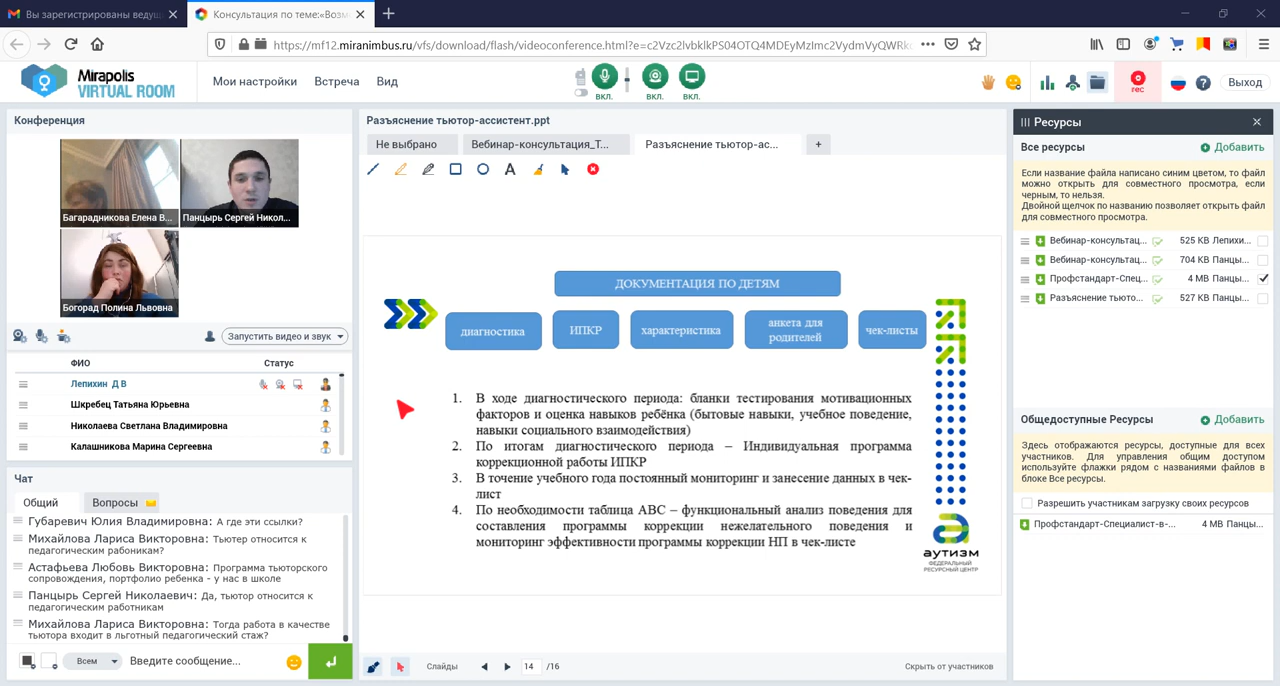 Вы зарегистрированы ведущ
Консультация по теме:«Возм
https://mf12.miranimbus.ru/vfs/download/flash/videoconference.html?e=
Mirapolis
VIRTUAL ROOM
Мои настройки
Встреча
Вид
вкл.
вкл.
вкл.
rec
Выход
Конференция
Багарадникова Елена В...
Панцырь Сергей Никол...
Богорад Полина Львовна
Запустить видео и звук
ФИО
Статус
Лепихин Д В
Шкребец Татьяна Юрьевна
Николаева Светлана Владимировна
Калашникова Марина Сергеевна
Чат
Общий
Вопросы
Губаревич Юлия Владимировна: А где эти ссылки?
Михайлова Лариса Викторовна: Тьютер относится к
педагогическим рабоникам?
Астафьева Любовь Викторовна: Программа тьюторского
сопровождения, портфолио ребенка - у нас в школе
Панцырь Сергей Николаевич: Да, тьютор относится к
педагогическим работникам
Михайлова Лариса Викторовна: Тогда работа в качестве
тьютора входит в льготный педагогический стаж?
Всем
Введите сообщение...
Разъяснение тьютор-ассистент.ppt
Не выбрано
Вебинар-консультация_Т...
Разъяснение тьютор-ас...
+
A
ДОКУМЕНТАЦИЯ ПО ДЕТЯМ
диагностика
ИПКР
характеристика
анкета для
родителей
чек-листы
1. В ходе диагностического периода: бланки тестирования мотивационных
факторов и оценка навыков ребёнка (бытовые навыки, учебное поведение,
навыки социального взаимодействия)
2. По итогам диагностического периода – Индивидуальная программа
коррекционной работы ИПКР
3. В точение учебного года постоянный мониторинг и занесение данных в чек-
лист
4. По необходимости таблица АВС – функциональный анализ поведения для
составления программы коррекции нежелательного поведения и
мониторинг эффективности программы коррекции НП в чек-листе
аутизм
ФЕДЕРАЛЬНЫЙ
РЕСУРСНЫЙ ЦЕНТР
Слайды
14
/16
Скрыть от участников
Ресурсы
Все ресурсы
Добавить
Если название файла написано синим цветом, то файл
можно открыть для совместного просмотра, если
черным, то нельзя.
Двойной щелчок по названию позволяет открыть файл
для совместного просмотра.
Вебинар-консультац... 525 KB Лепихи...
Вебинар-консультац... 704 KB Панцы...
Профстандарт-Спец... 4 MB Панцы...
Разъяснение тьюто... 527 KB Панцы...
Общедоступные Ресурсы
Добавить
Здесь отображаются ресурсы, доступные для всех
участников. Для управления общим доступом
используйте флажки рядом с названиями файлов в
блоке Все ресурсы.
Разрешить участникам загрузку своих ресурсов
Профстандарт-Специалист-в-... 4 MB Панцы...